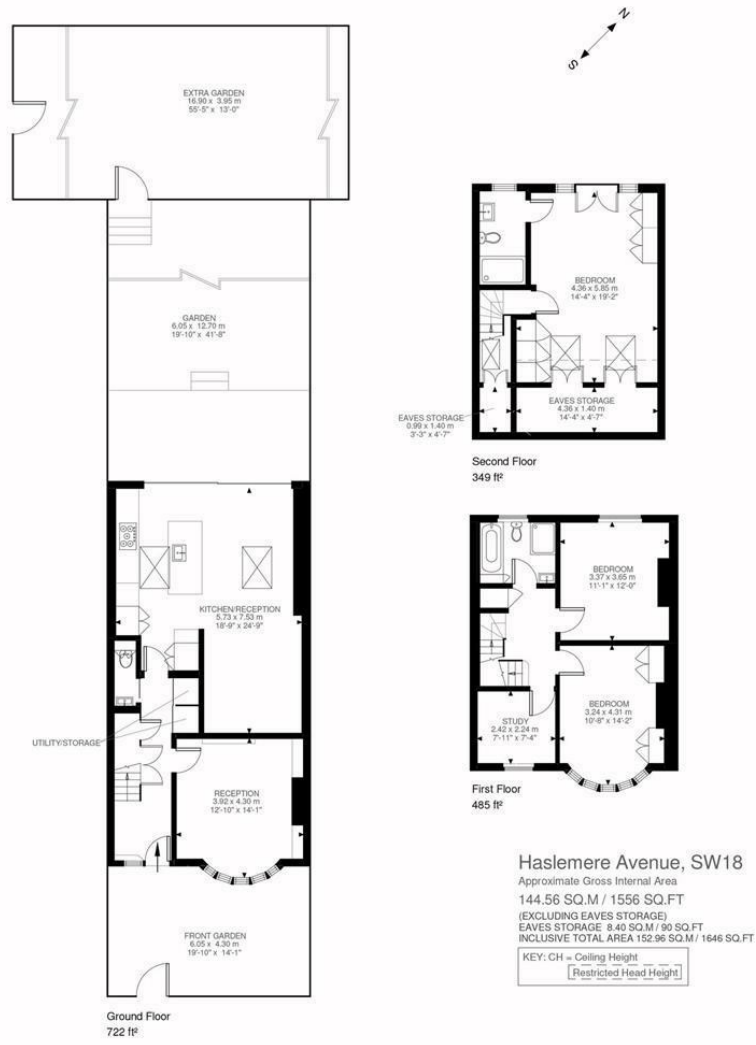 N
S
EXTRA GARDEN
16.90 x 3.95 m
55'-5" x 13'-0"
GARDEN
6.05 x 12.70 m
19'-10" x 41'-8"
KITCHEN/RECEPTION
5.73 x 7.53 m
18'-9" x 24'-9"
UTILITY/STORAGE
RECEPTION
3.92 x 4.30 m
12'-10" x 14'-1"
FRONT GARDEN
6.05 x 4.30 m
19'-10" x 14'-1"
Ground Floor
722 ft²
BEDROOM
4.36 x 5.85 m
14'-4" x 19'-2"
EAVES STORAGE
4.36 x 1.40 m
14'-4" x 4'-7"
EAVES STORAGE
0.99 x 1.40 m
3'-3" x 4'-7"
Second Floor
349 ft²
BEDROOM
3.37 x 3.65 m
11'-1" x 12'-0"
BEDROOM
3.24 x 4.31 m
10'-8" x 14'-2"
STUDY
2.42 x 2.24 m
7'-11" x 7'-4"
First Floor
485 ft²
Haslemere Avenue, SW18
Approximate Gross Internal Area
144.56 SQ.M / 1556 SQ.FT
(EXCLUDING EAVES STORAGE)
EAVES STORAGE 8.40 SQ.M / 90 SQ.FT
INCLUSIVE TOTAL AREA 152.96 SQ.M / 1646 SQ.FT
KEY: CH = Ceiling Height
Restricted Head Height